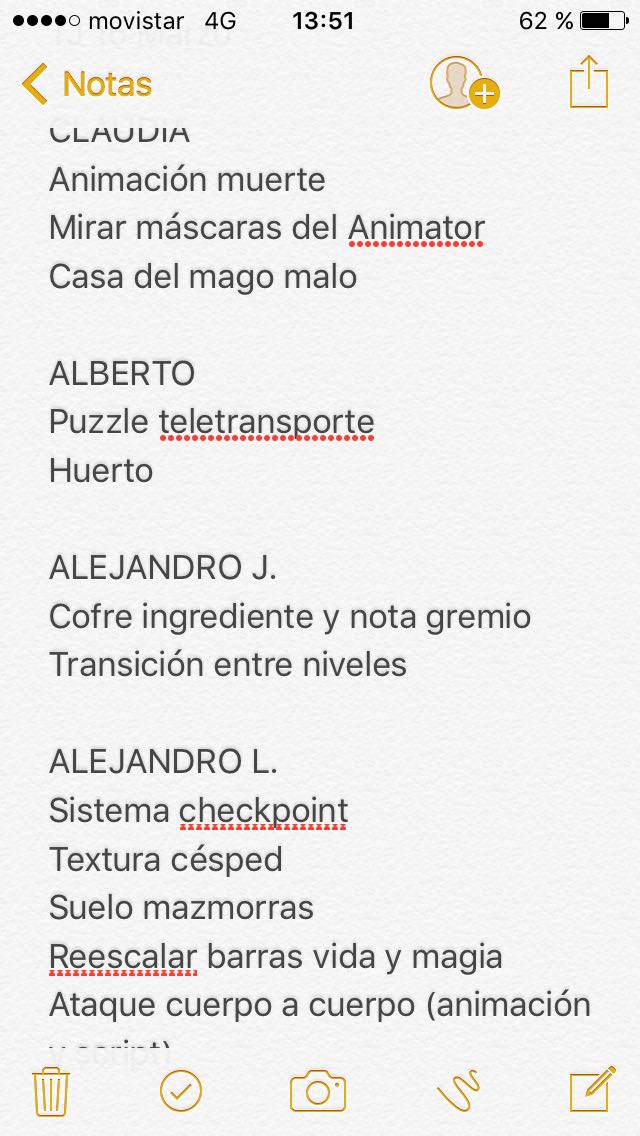 movistar 4G 13:51 62 %
Notas
CLAUDIA
Animación muerte
Mirar máscaras del Animator
Casa del mago malo
ALBERTO
Puzzle teletransporte
Huerto
ALEJANDRO J.
Cofre ingrediente y nota gremio
Transición entre niveles
ALEJANDRO L.
Sistema checkpoint
Textura césped
Suelo mazmorras
Reescalar barras vida y magia
Ataque cuerpo a cuerpo (animación
y script)